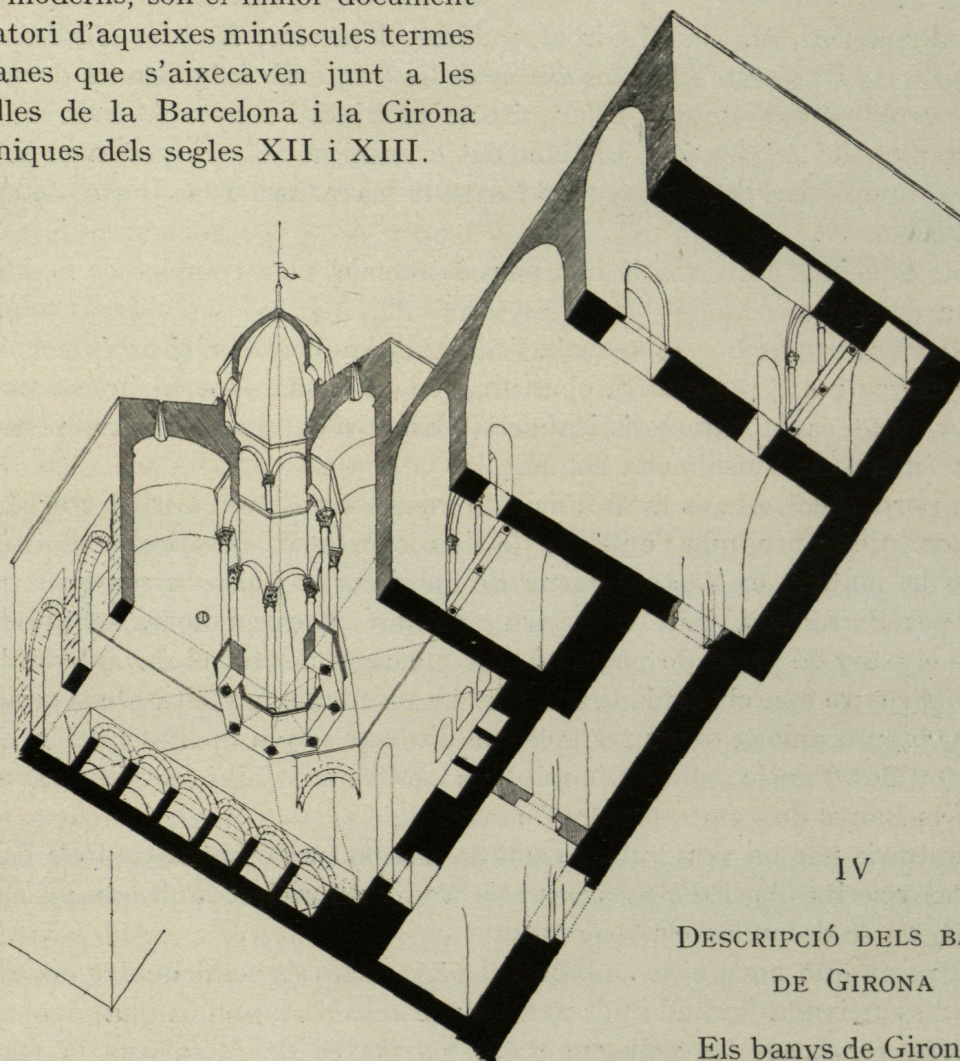 moderns, són el millor document
atori d'aqueixes minúscules termes
anes que s'aixecaven junt a les
lles de la Barcelona i la Girona
niques dels segles XII i XIII.
IV
DESCRIPCIÓ DELS BA
DE GIRONA
Els banys de Giron